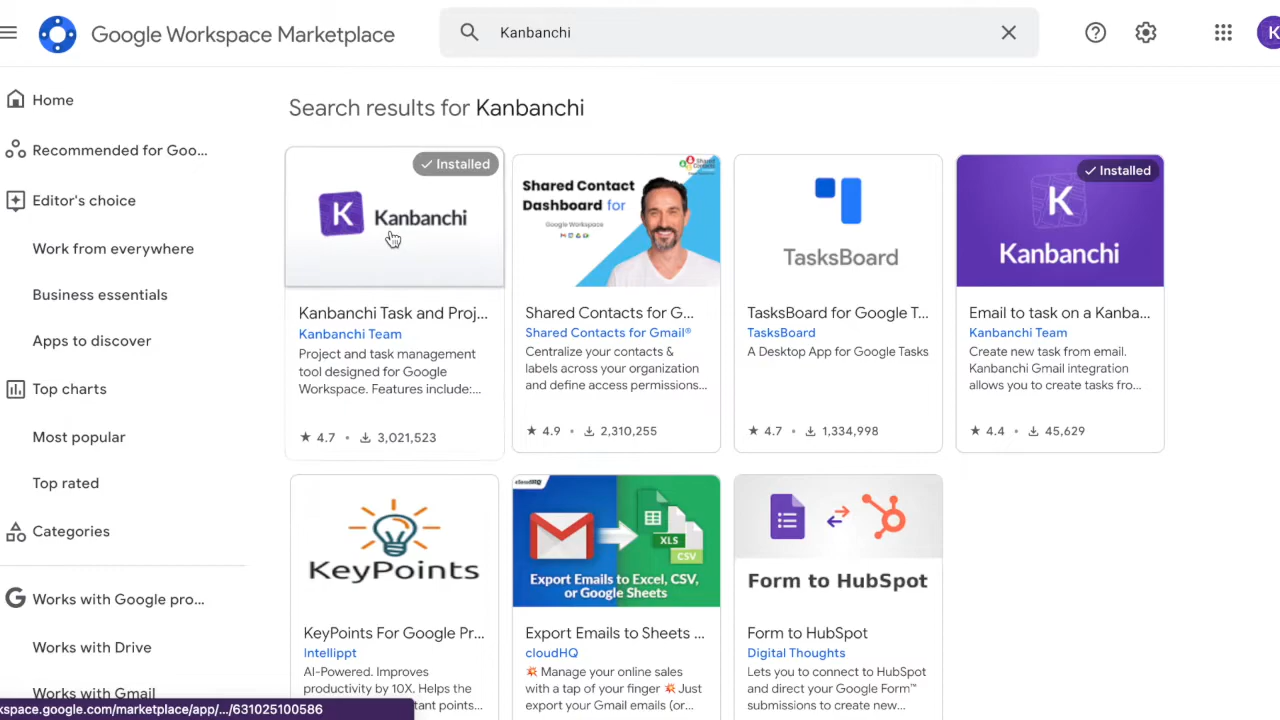 Google Workspace Marketplace
Kanbanchi
K
Home
Recommended for Goo...
Editor's choice
Work from everywhere
Business essentials
Apps to discover
Top charts
Most popular
Top rated
Categories
Works with Google pro...
Works with Drive
Works with Gmail
Search results for Kanbanchi
Installed
K Kanbanchi
Kanbanchi Task and Proj...
Kanbanchi Team
Project and task management
tool designed for Google
Workspace. Features include:...
4.7 • 3,021,523
Shared
Contacts
Shared Contact
Dashboard for
Google Workspace
Shared Contacts for G...
Shared Contacts for Gmail®
Centralize your contacts &
labels across your organization
and define access permissions...
4.9 • 2,310,255
TasksBoard
TasksBoard for Google T...
TasksBoard
A Desktop App for Google Tasks
4.7 • 1,334,998
Installed
K
Kanbanchi
Email to task on a Kanba...
Kanbanchi Team
Create new task from email.
Kanbanchi Gmail integration
allows you to create tasks fro...
4.4 • 45,629
KeyPoints
KeyPoints For Google Pr...
Intellippt
AI-Powered. Improves
productivity by 10X. Helps the
tant points...
cloudHQ
XLS
CSV
Export Emails to Excel, CSV,
or Google Sheets
Export Emails to Sheets ...
cloudHQ
💥 Manage your online sales
with a tap of your finger 💥 Just
export your Gmail emails (or...
Form to HubSpot
Form to HubSpot
Digital Thoughts
Lets you to connect to HubSpot
and direct your Google Form™
submissions to create new...
kspace.google.com/marketplace/app/.../631025100586